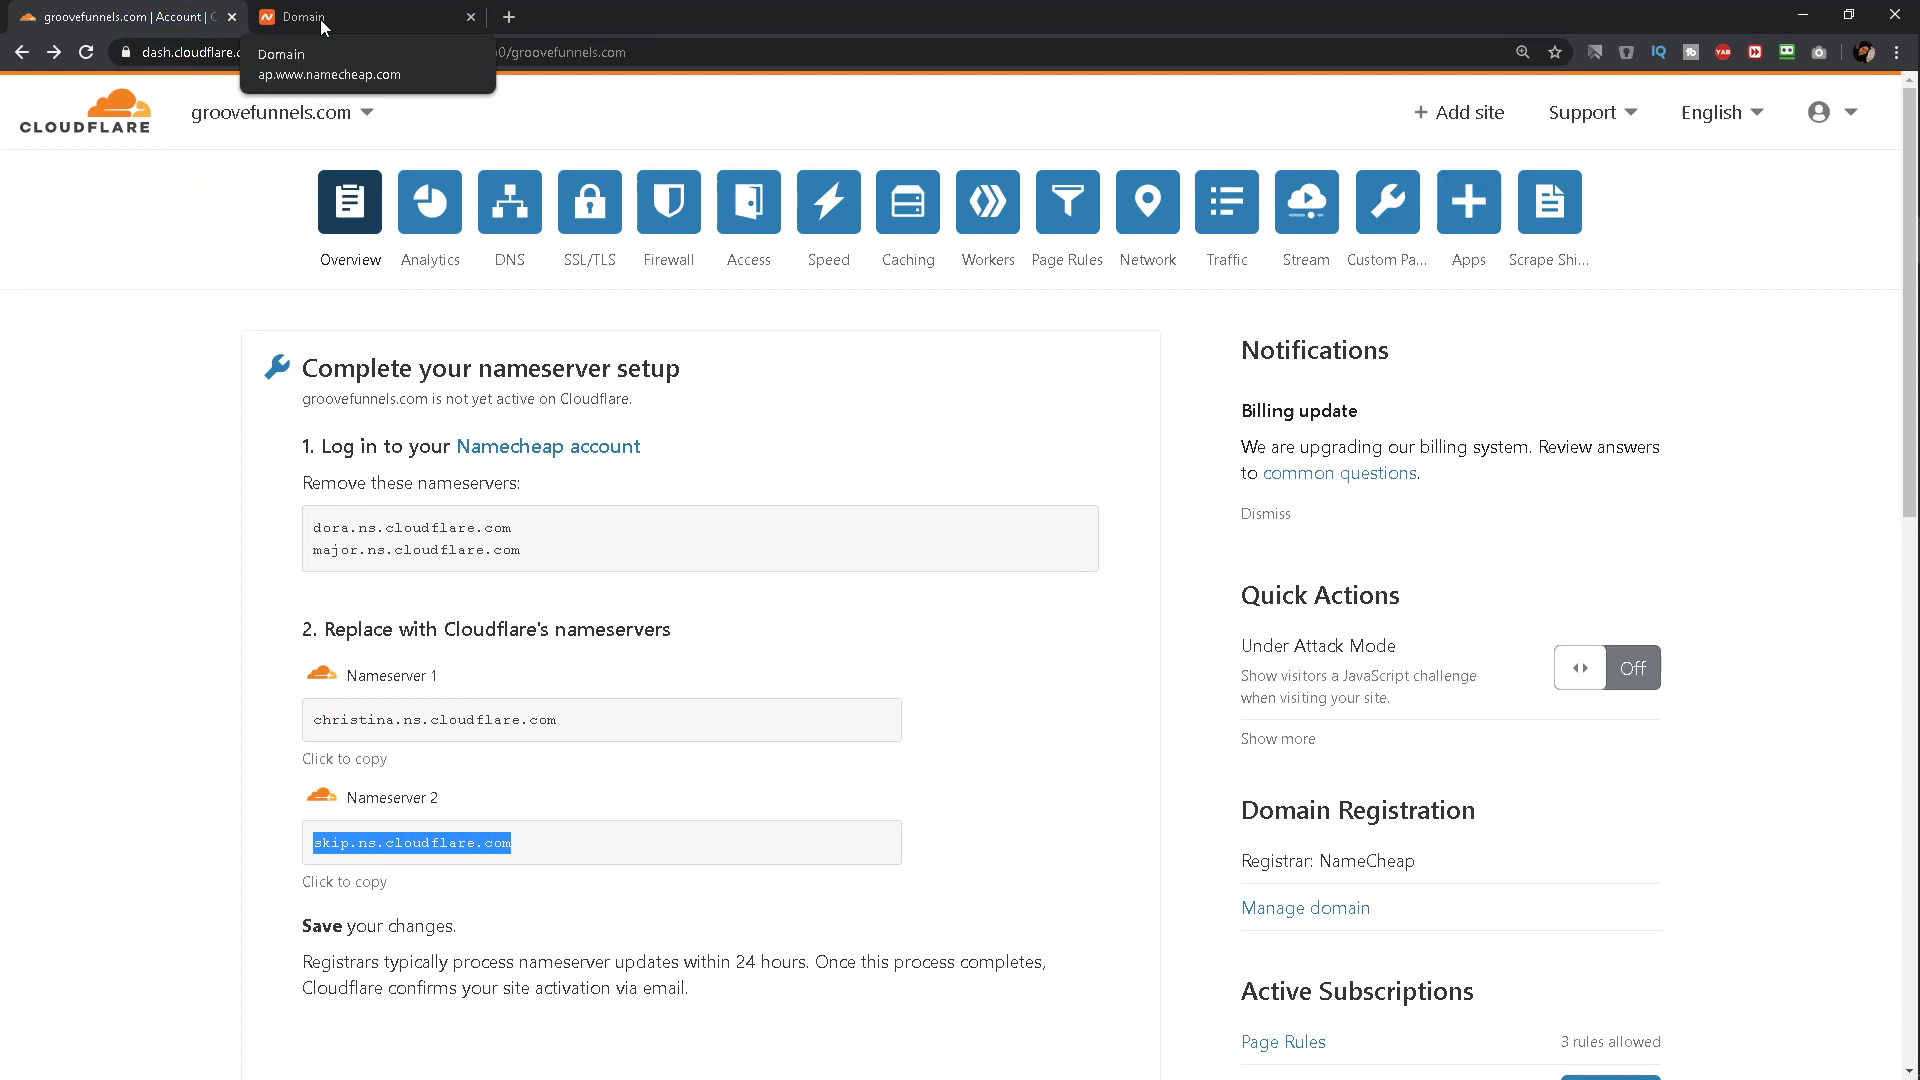 groovefunnels.com | Account |
Domain
dash.cloudflare.c
0/groovefunnels.com
Domain
ap.www.namecheap.com
CLOUDFLARE
groovefunnels.com
+ Add site
Support
English
Overview
Analytics
DNS
SSL/TLS
Firewall
Access
Speed
Caching
Workers
Page Rules
Network
Traffic
Stream
Custom Pa...
Apps
Scrape Shi...
Complete your nameserver setup
groovefunnels.com is not yet active on Cloudflare.
1. Log in to your Namecheap account
Remove these nameservers:
dora.ns.cloudflare.com
major.ns.cloudflare.com
2. Replace with Cloudflare's nameservers
Nameserver 1
christina.ns.cloudflare.com
Click to copy
Nameserver 2
skip.ns.cloudflare.com
Click to copy
Save your changes.
Registrars typically process nameserver updates within 24 hours. Once this process completes,
Cloudflare confirms your site activation via email.
Notifications
Billing update
We are upgrading our billing system. Review answers
to common questions.
Dismiss
Quick Actions
Under Attack Mode
Show visitors a JavaScript challenge
when visiting your site.
Off
Show more
Domain Registration
Registrar: NameCheap
Manage domain
Active Subscriptions
Page Rules
3 rules allowed